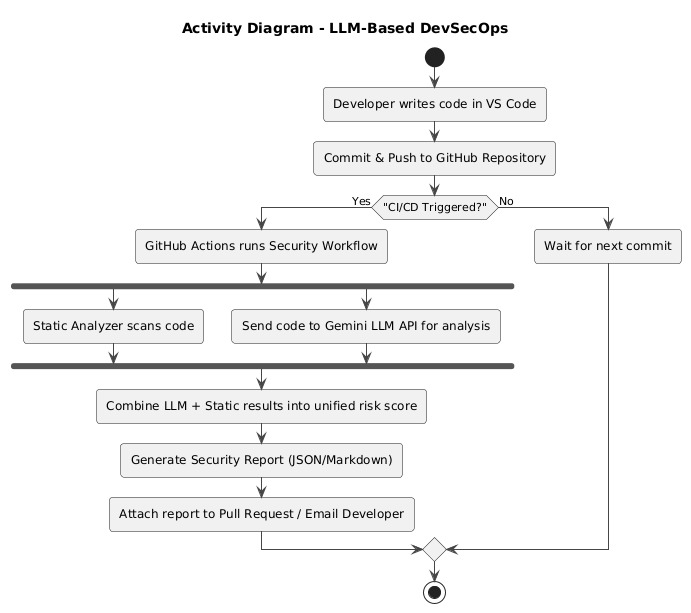 Activity Diagram - LLM-Based DevSecOps
Developer writes code in VS Code
Commit & Push to GitHub Repository
Yes
"CI/CD Triggered?"
No
GitHub Actions runs Security Workflow
Wait for next commit
Static Analyzer scans code
Send code to Gemini LLM API for analysis
Combine LLM + Static results into unified risk score
Generate Security Report (JSON/Markdown)
Attach report to Pull Request / Email Developer